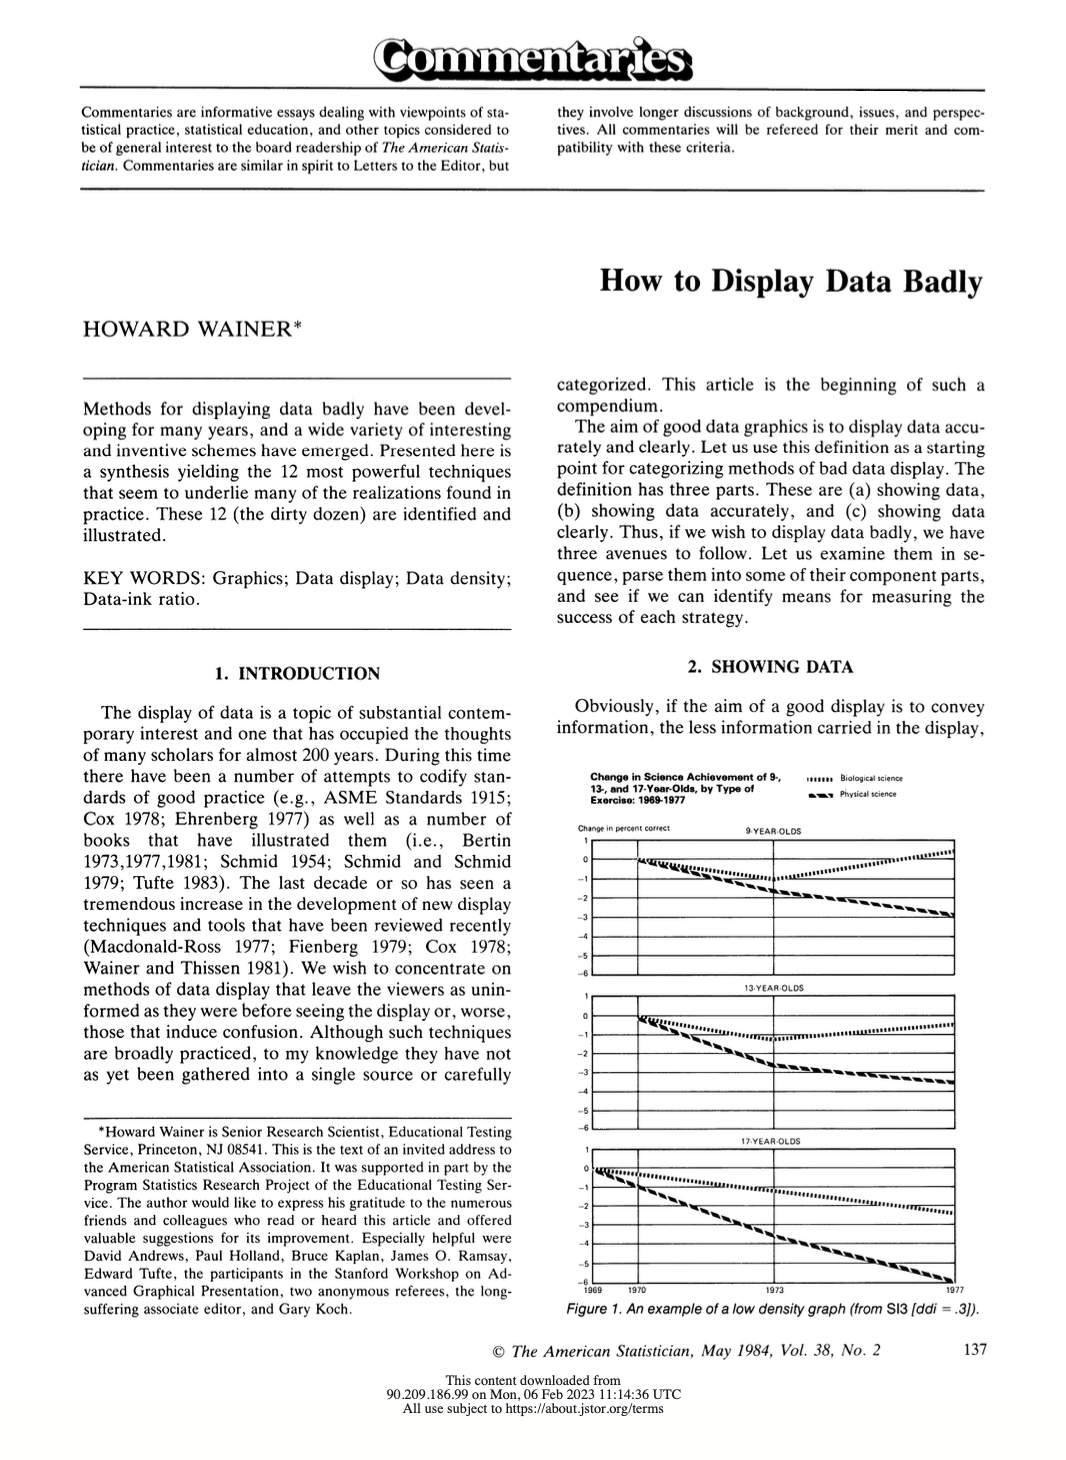 Commentaries
Commentaries are informative essays dealing with viewpoints of sta-
tistical practice, statistical education, and other topics considered to
be of general interest to the board readership of The American Statis-
tician. Commentaries are similar in spirit to Letters to the Editor, but
they involve longer discussions of background, issues, and perspec-
tives. All commentaries will be refereed for their merit and com-
patibility with these criteria.
How to Display Data Badly
HOWARD WAINER*
Methods for displaying data badly have been devel-
oping for many years, and a wide variety of interesting
and inventive schemes have emerged. Presented here is
a synthesis yielding the 12 most powerful techniques
that seem to underlie many of the realizations found in
practice. These 12 (the dirty dozen) are identified and
illustrated.
KEY WORDS: Graphics; Data display; Data density;
Data-ink ratio.
1. INTRODUCTION
The display of data is a topic of substantial contem-
porary interest and one that has occupied the thoughts
of many scholars for almost 200 years. During this time
there have been a number of attempts to codify stan-
dards of good practice (e.g., ASME Standards 1915;
Cox 1978; Ehrenberg 1977) as well as a number of
books that have illustrated them (i.e., Bertin
1973,1977,1981; Schmid 1954; Schmid and Schmid
1979; Tufte 1983). The last decade or so has seen a
tremendous increase in the development of new display
techniques and tools that have been reviewed recently
(Macdonald-Ross 1977; Fienberg 1979; Cox 1978;
Wainer and Thissen 1981). We wish to concentrate on
methods of data display that leave the viewers as unin-
formed as they were before seeing the display or, worse,
those that induce confusion. Although such techniques
are broadly practiced, to my knowledge they have not
as yet been gathered into a single source or carefully
*Howard Wainer is Senior Research Scientist, Educational Testing
Service, Princeton, NJ 08541. This is the text of an invited address to
the American Statistical Association. It was supported in part by the
Program Statistics Research Project of the Educational Testing Ser-
vice. The author would like to express his gratitude to the numerous
friends and colleagues who read or heard this article and offered
valuable suggestions for its improvement. Especially helpful were
David Andrews, Paul Holland, Bruce Kaplan, James O. Ramsay,
Edward Tufte, the participants in the Stanford Workshop on Ad-
vanced Graphical Presentation, two anonymous referees, the long-
suffering associate editor, and Gary Koch.
categorized. This article is the beginning of such a
compendium.
The aim of good data graphics is to display data accu-
rately and clearly. Let us use this definition as a starting
point for categorizing methods of bad data display. The
definition has three parts. These are (a) showing data,
(b) showing data accurately, and (c) showing data
clearly. Thus, if we wish to display data badly, we have
three avenues to follow. Let us examine them in se-
quence, parse them into some of their component parts,
and see if we can identify means for measuring the
success of each strategy.
2. SHOWING DATA
Obviously, if the aim of a good display is to convey
information, the less information carried in the display,
Change in Science Achievement of 9-,
13-, and 17-Year-Olds, by Type of
Exercise: 1969-1977
Biological science
Physical science
Change in percent correct
9-YEAR-OLDS
1
0
-1
-2
-3
-4
-5
-6
13-YEAR-OLDS
1
0
-1
-2
-3
-4
-5
-6
17-YEAR-OLDS
1
0
-1
-2
-3
-4
-5
-6
1969 1970 1973 1977
Figure 1. An example of a low density graph (from SI3 [ddi = .3]).
© The American Statistician, May 1984, Vol. 38, No. 2 137
This content downloaded from
90.209.186.99 on Mon, 06 Feb 2023 11:14:36 UTC
All use subject to https://about.jstor.org/terms